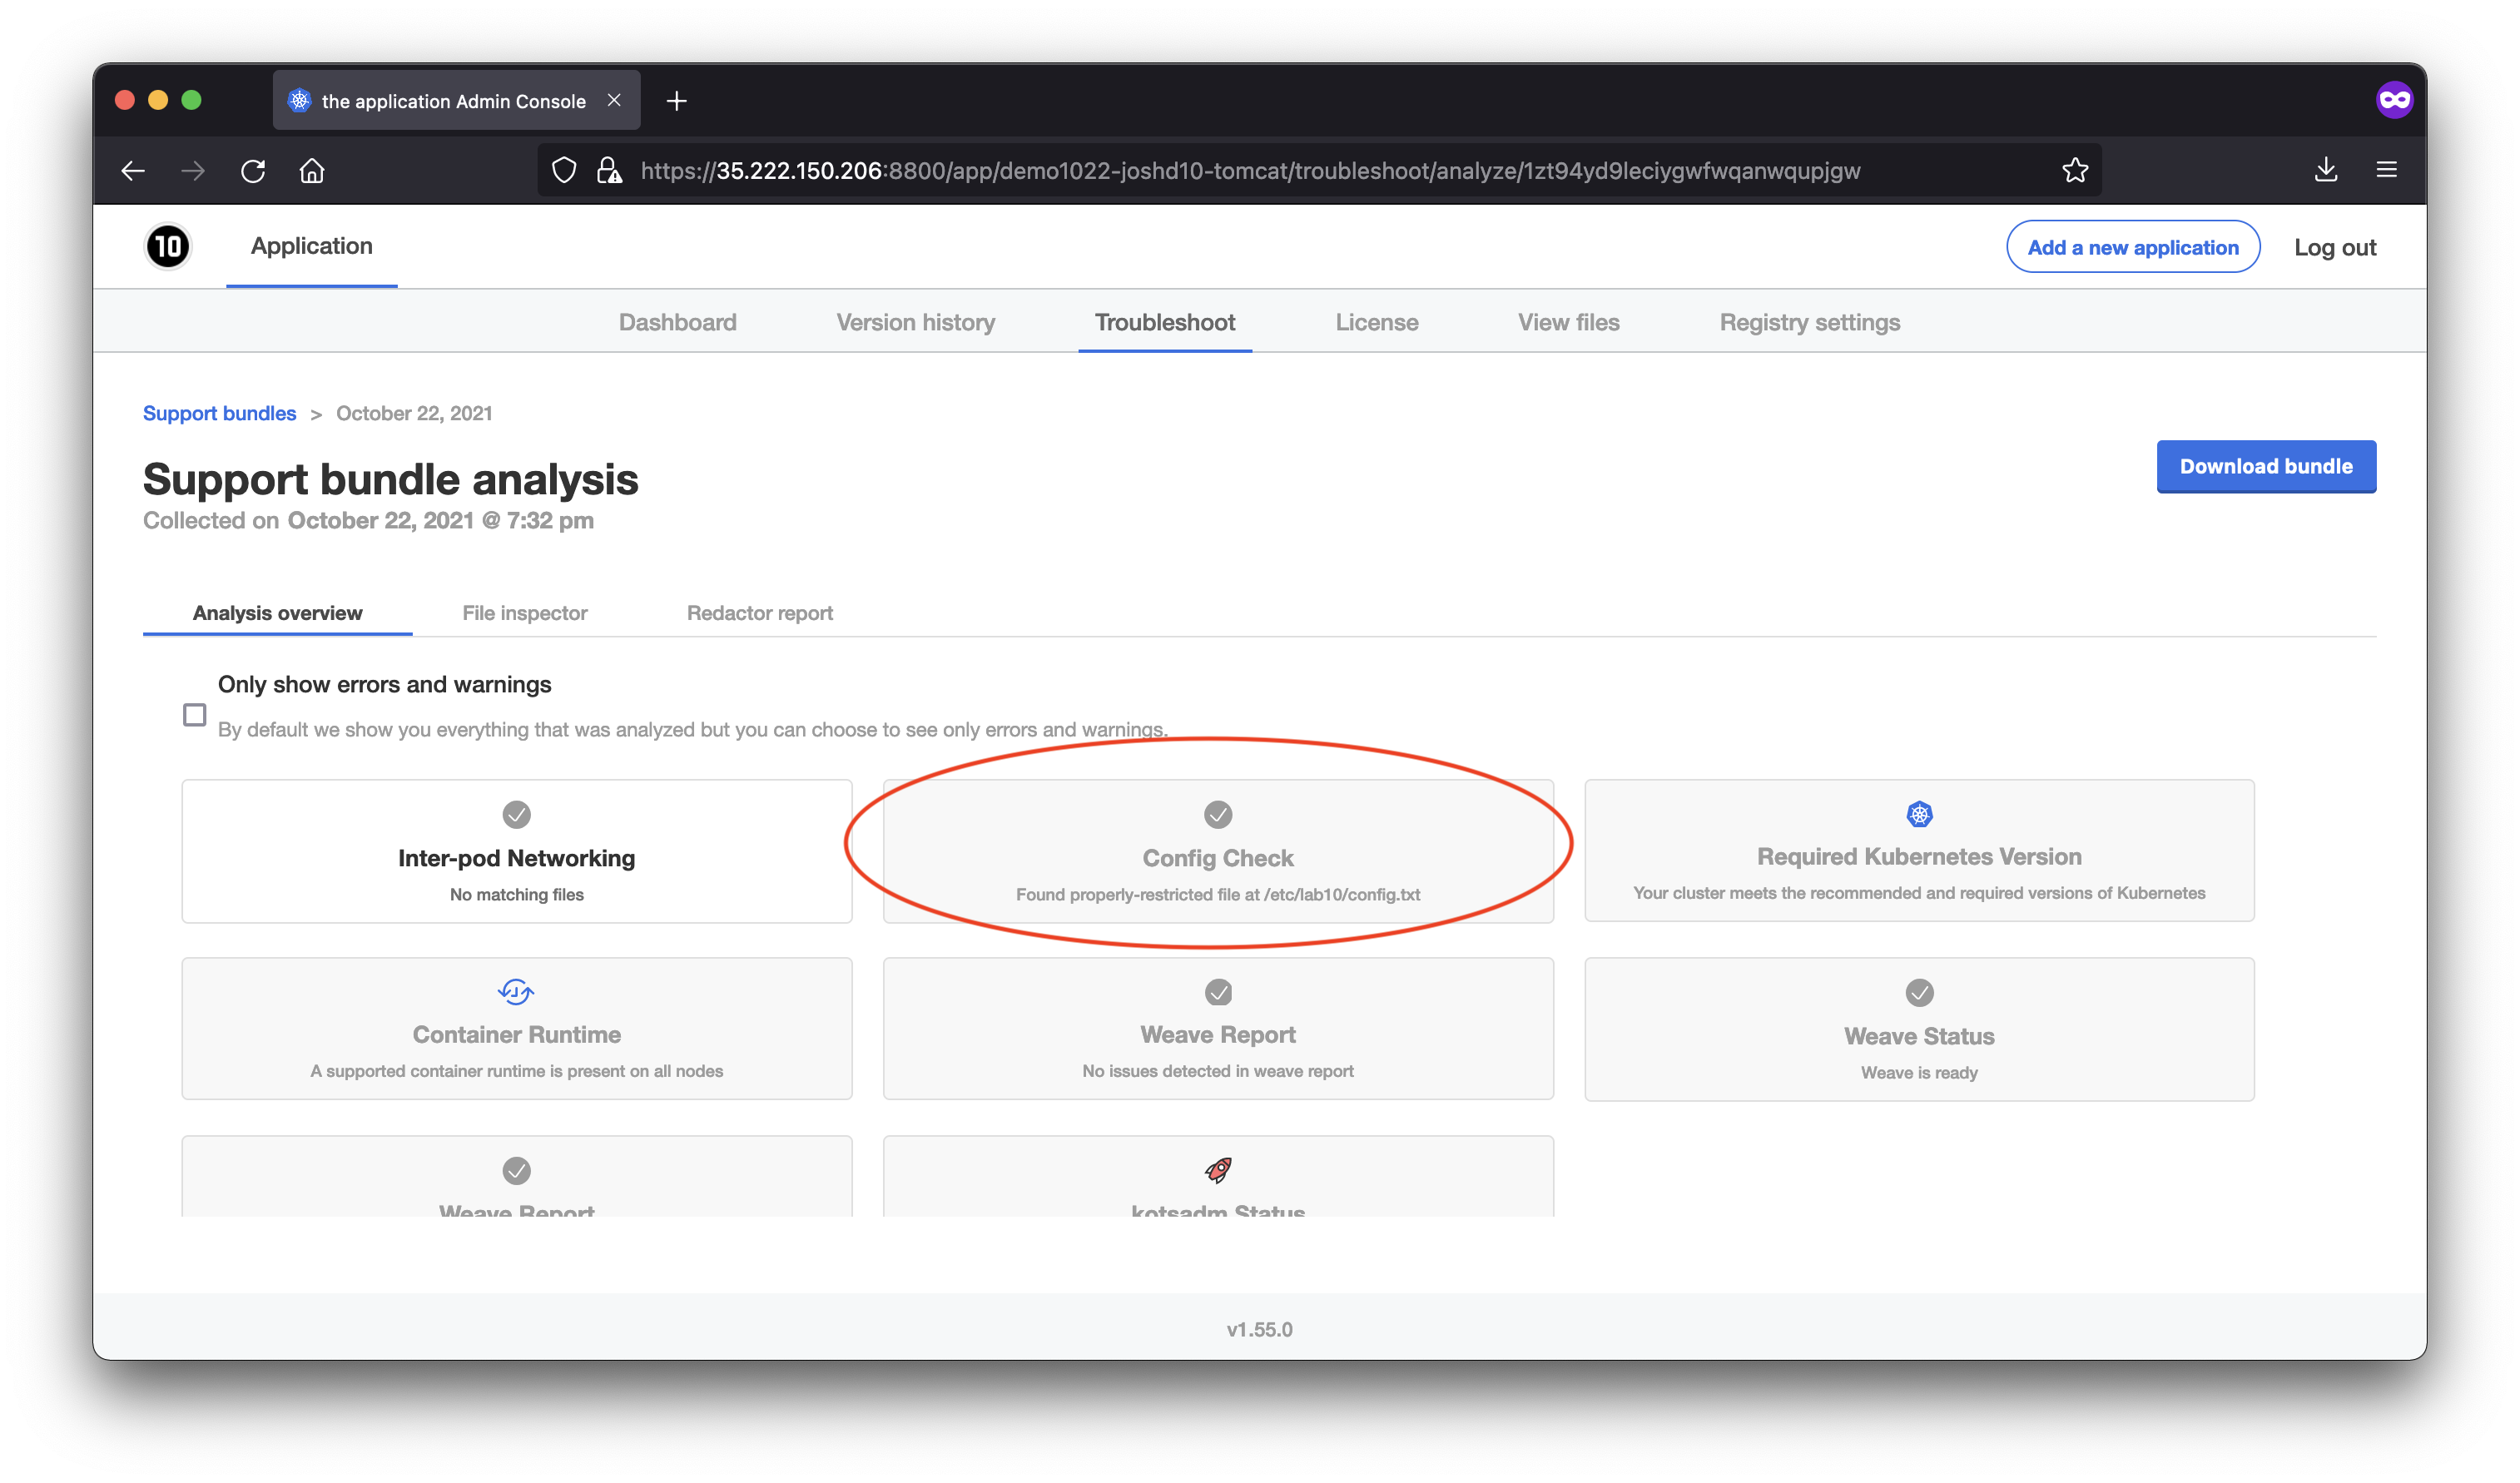 the application Admin Console
https://35.222.150.206:8800/app/demo1022-joshd10-tomcat/troubleshoot/analyze/1zt94yd9leciygwfwqanwqupjgw
10
Application
Add a new application
Log out
Dashboard
Version history
Troubleshoot
License
View files
Registry settings
Support bundles > October 22, 2021
Download bundle
Support bundle analysis
Collected on October 22, 2021 @ 7:32 pm
Analysis overview
File inspector
Redactor report
Only show errors and warnings
By default we show you everything that was analyzed but you can choose to see only errors and warnings.
Inter-pod Networking
No matching files
Config Check
Found properly-restricted file at /etc/lab10/config.txt
Required Kubernetes Version
Your cluster meets the recommended and required versions of Kubernetes
Container Runtime
A supported container runtime is present on all nodes
Weave Report
No issues detected in weave report
Weave Status
Weave is ready
Weave Report
kotsadm Status
v1.55.0